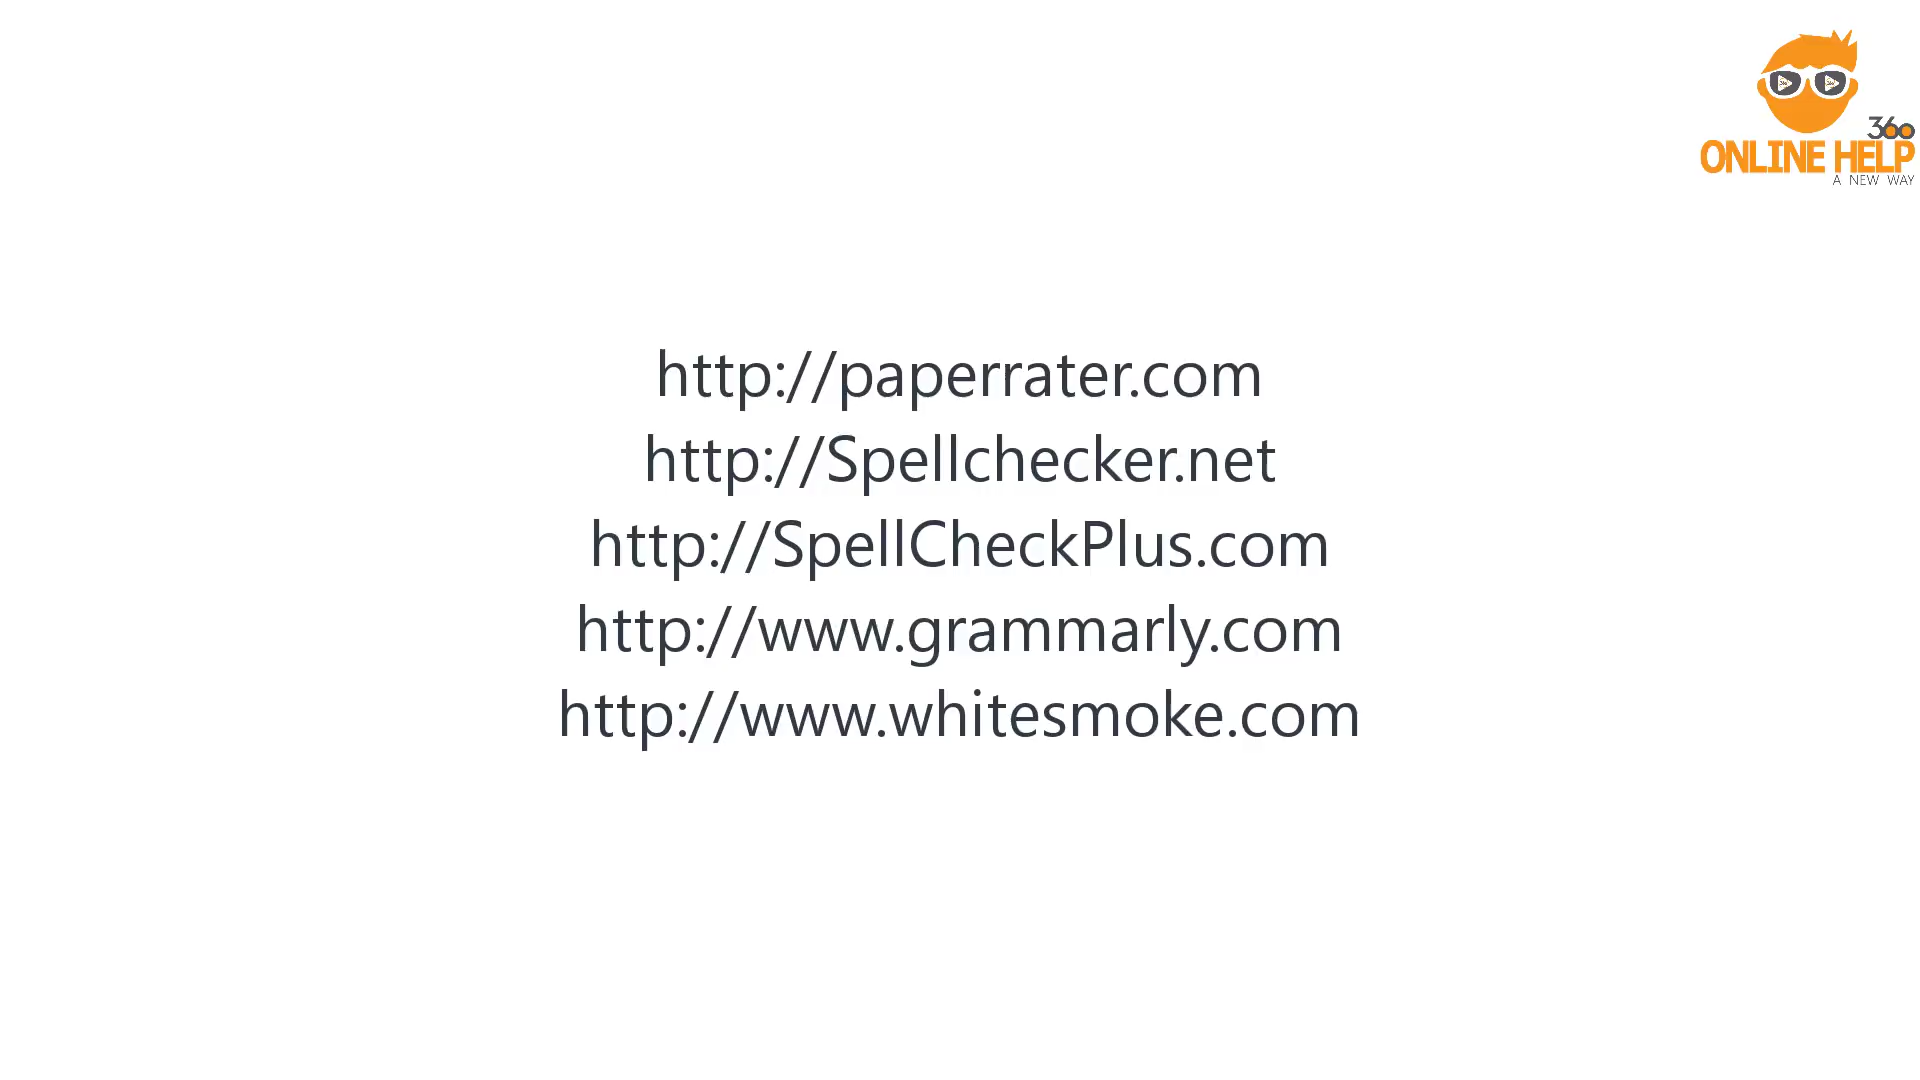 360
ONLINE HELP
A NEW WAY
http://paperrater.com
http://Spellchecker.net
http://SpellCheckPlus.com
http://www.grammarly.com
http://www.whitesmoke.com